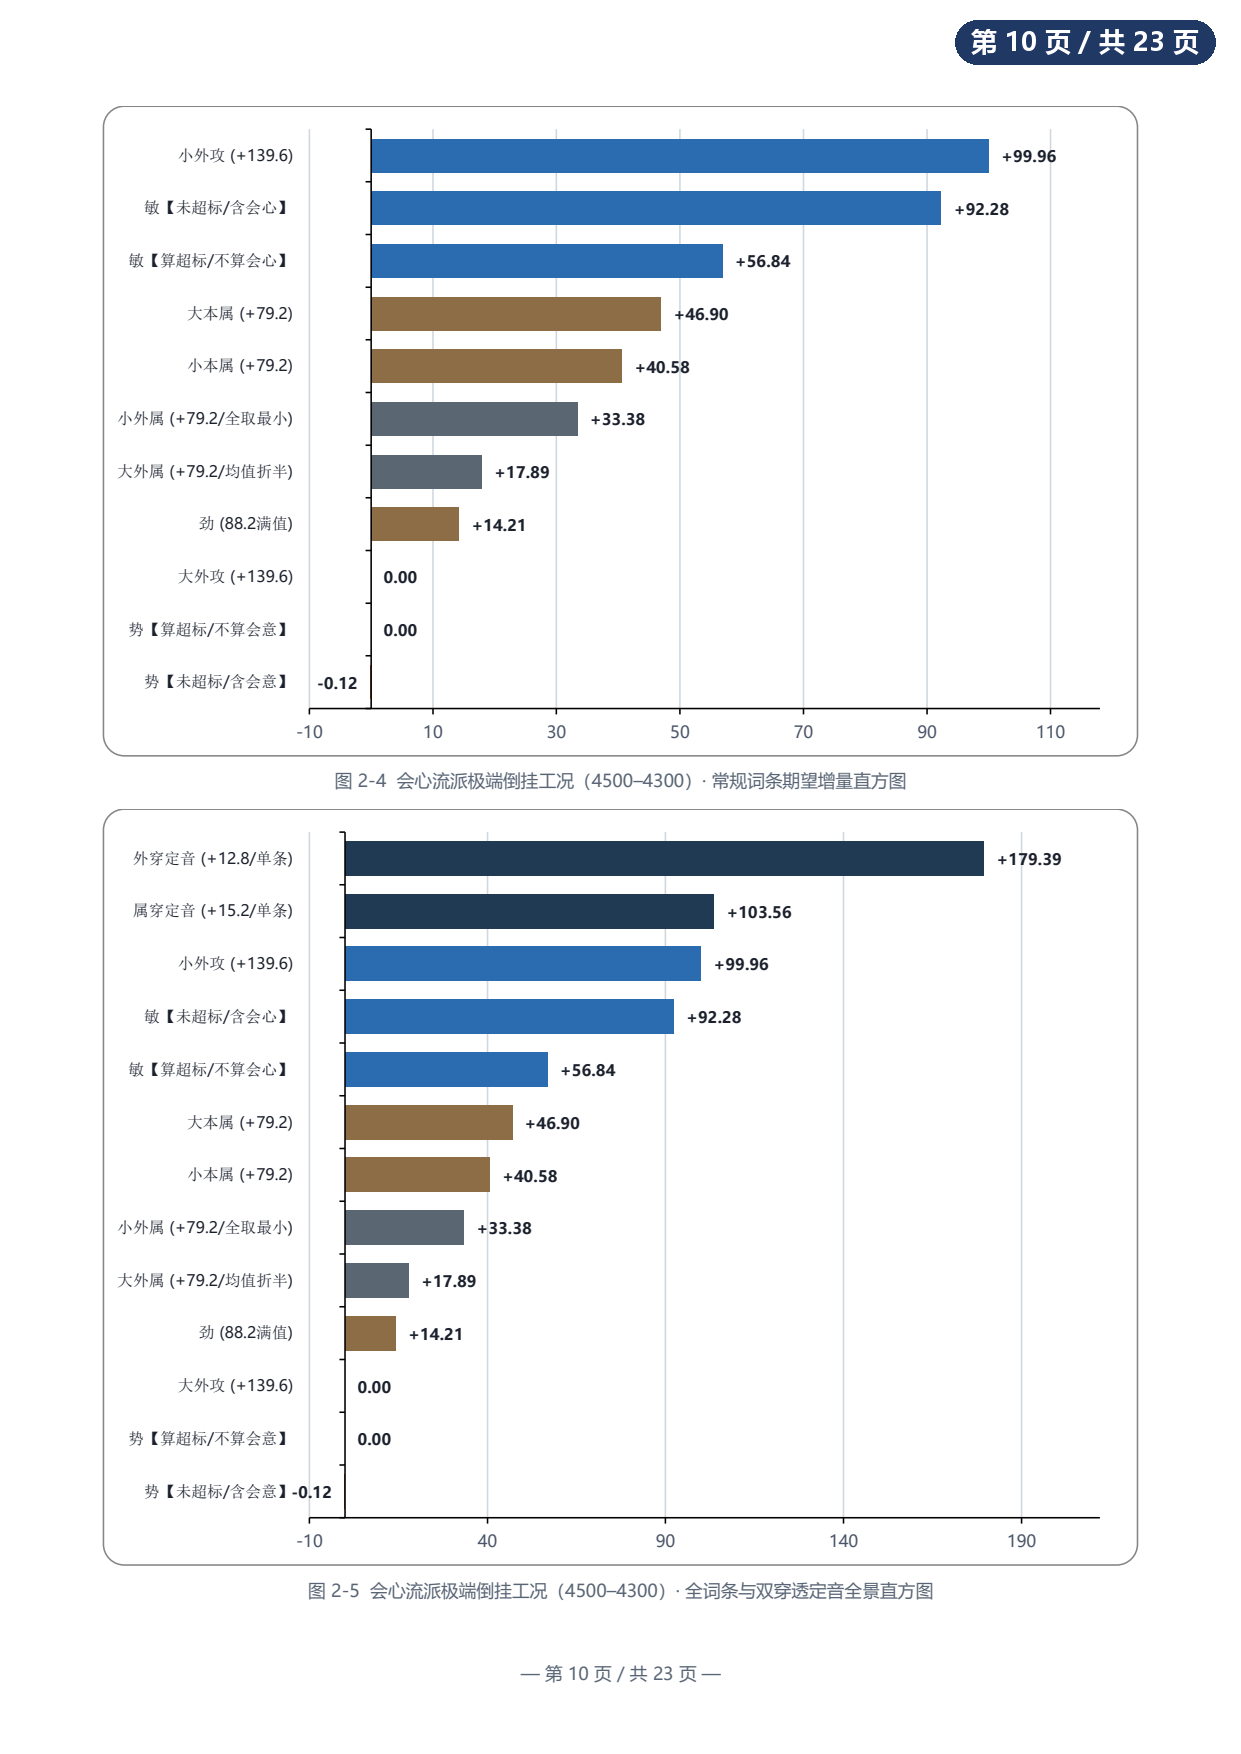 第 10 页 / 共 23 页
小外攻 (+139.6) +99.96
敏【未超标/含会心】 +92.28
敏【算超标/不算会心】 +56.84
大本属 (+79.2) +46.90
小本属 (+79.2) +40.58
小外属 (+79.2/全取最小) +33.38
大外属 (+79.2/均值折半) +17.89
劲 (88.2满值) +14.21
大外攻 (+139.6) 0.00
势【算超标/不算会意】 0.00
势【未超标/含会意】 -0.12
-10 10 30 50 70 90 110
图 2-4 会心流派极端倒挂工况（4500–4300）· 常规词条期望增量直方图
外穿定音 (+12.8/单条) +179.39
属穿定音 (+15.2/单条) +103.56
小外攻 (+139.6) +99.96
敏【未超标/含会心】 +92.28
敏【算超标/不算会心】 +56.84
大本属 (+79.2) +46.90
小本属 (+79.2) +40.58
小外属 (+79.2/全取最小) +33.38
大外属 (+79.2/均值折半) +17.89
劲 (88.2满值) +14.21
大外攻 (+139.6) 0.00
势【算超标/不算会意】 0.00
势【未超标/含会意】 -0.12
-10 40 90 140 190
图 2-5 会心流派极端倒挂工况（4500–4300）· 全词条与双穿透定音全景直方图
— 第 10 页 / 共 23 页 —